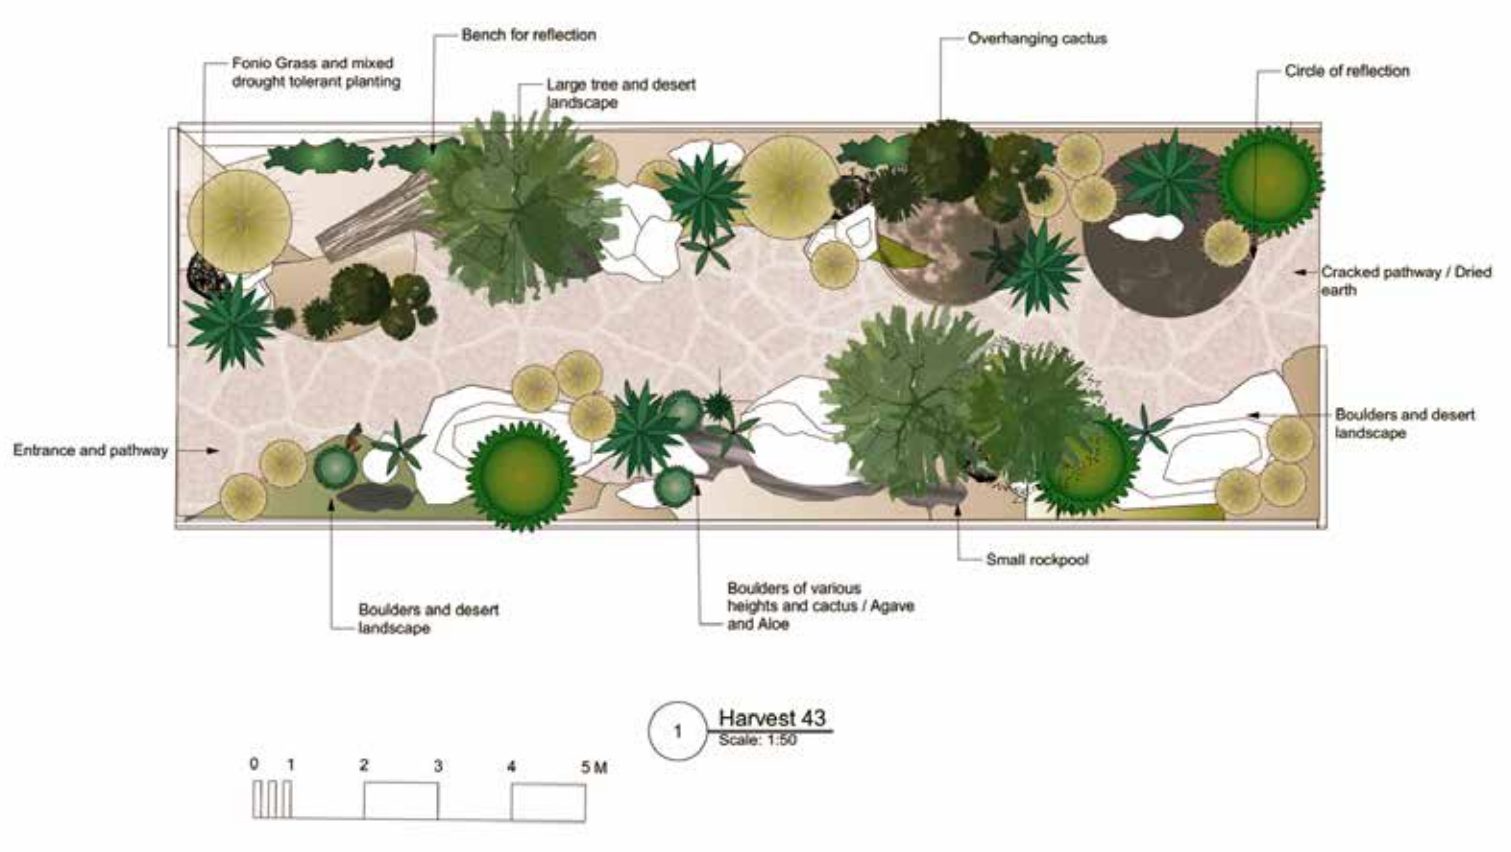 Bench for reflection
Overhanging cactus
Fonio Grass and mixed
drought tolerant planting
Circle of reflection
Large tree and desert
landscape
Cracked pathway / Dried
earth
Boulders and desert
landscape
Entrance and pathway
Small rockpool
Boulders of various
heights and cactus / Agave
and Aloe
Boulders and desert
landscape
1
Harvest 43
Scale: 1:50
0 1 2 3 4 5 M